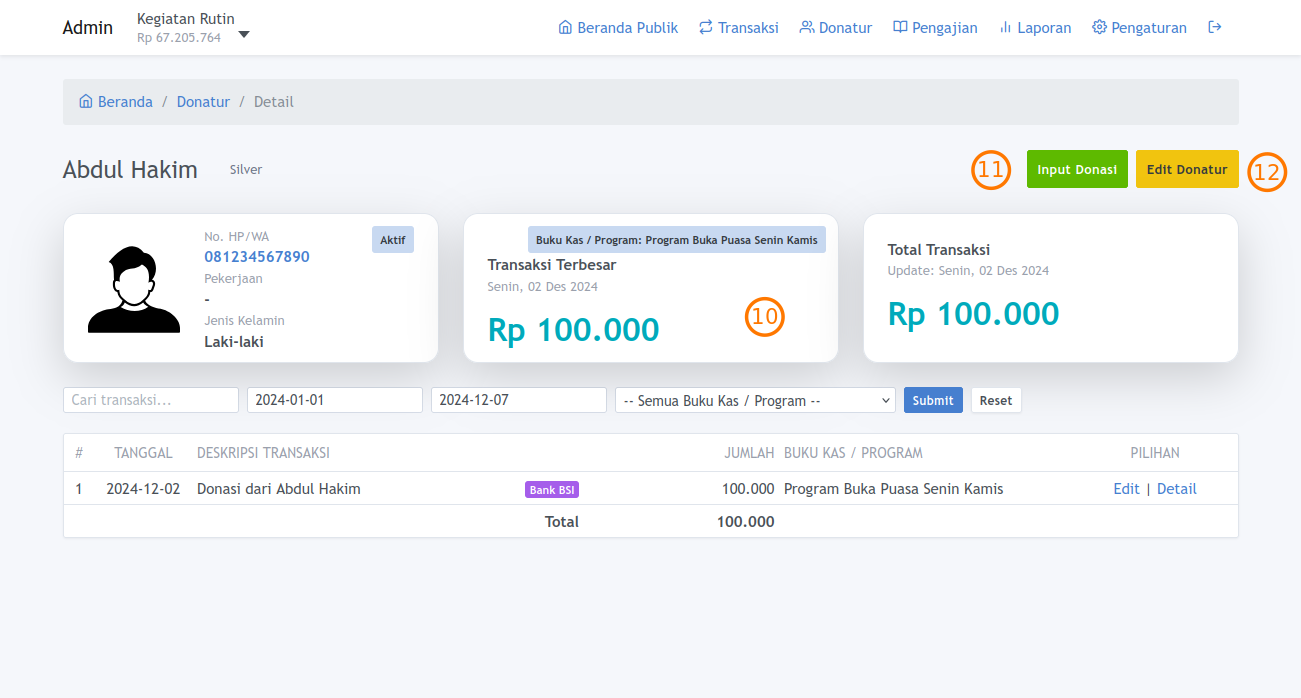 Admin
Kegiatan Rutin
Rp 67.205.764
Beranda Publik
Transaksi
Donatur
Pengajian
Laporan
Pengaturan
Beranda / Donatur / Detail
Abdul Hakim
Silver
11
Input Donasi
Edit Donatur
12
No. HP/WA
081234567890
Aktif
Pekerjaan
-
Jenis Kelamin
Laki-laki
Buku Kas / Program: Program Buka Puasa Senin Kamis
Transaksi Terbesar
Senin, 02 Des 2024
Rp 100.000
10
Total Transaksi
Update: Senin, 02 Des 2024
Rp 100.000
Cari transaksi...
2024-01-01
2024-12-07
-- Semua Buku Kas / Program --
Submit
Reset
# TANGGAL DESKRIPSI TRANSAKSI JUMLAH BUKU KAS / PROGRAM PILIHAN
1 2024-12-02 Donasi dari Abdul Hakim Bank BSI 100.000 Program Buka Puasa Senin Kamis Edit | Detail
Total 100.000